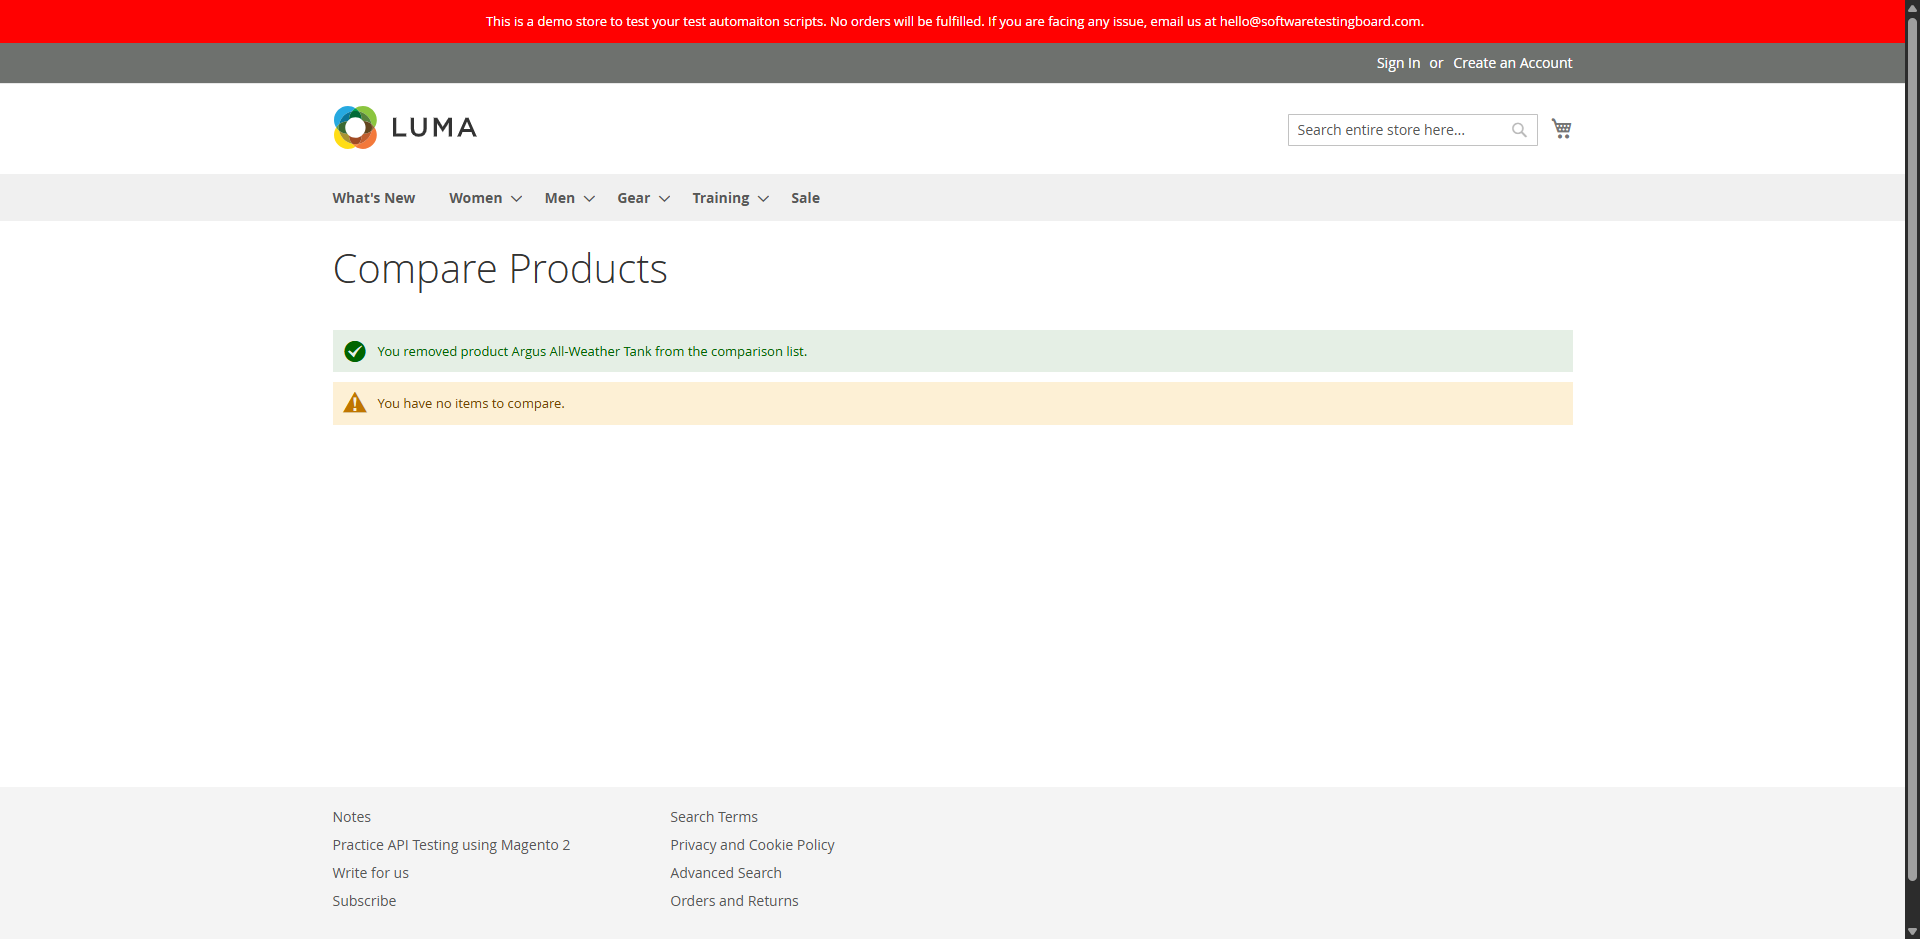 This is a demo store to test your test automaiton scripts. No orders will be fulfilled. If you are facing any issue, email us at hello@softwaretestingboard.com.
Sign In or Create an Account
LUMA
Search entire store here...
What's New Women Men Gear Training Sale
Compare Products
You removed product Argus All-Weather Tank from the comparison list.
You have no items to compare.
Notes
Practice API Testing using Magento 2
Write for us
Subscribe
Search Terms
Privacy and Cookie Policy
Advanced Search
Orders and Returns